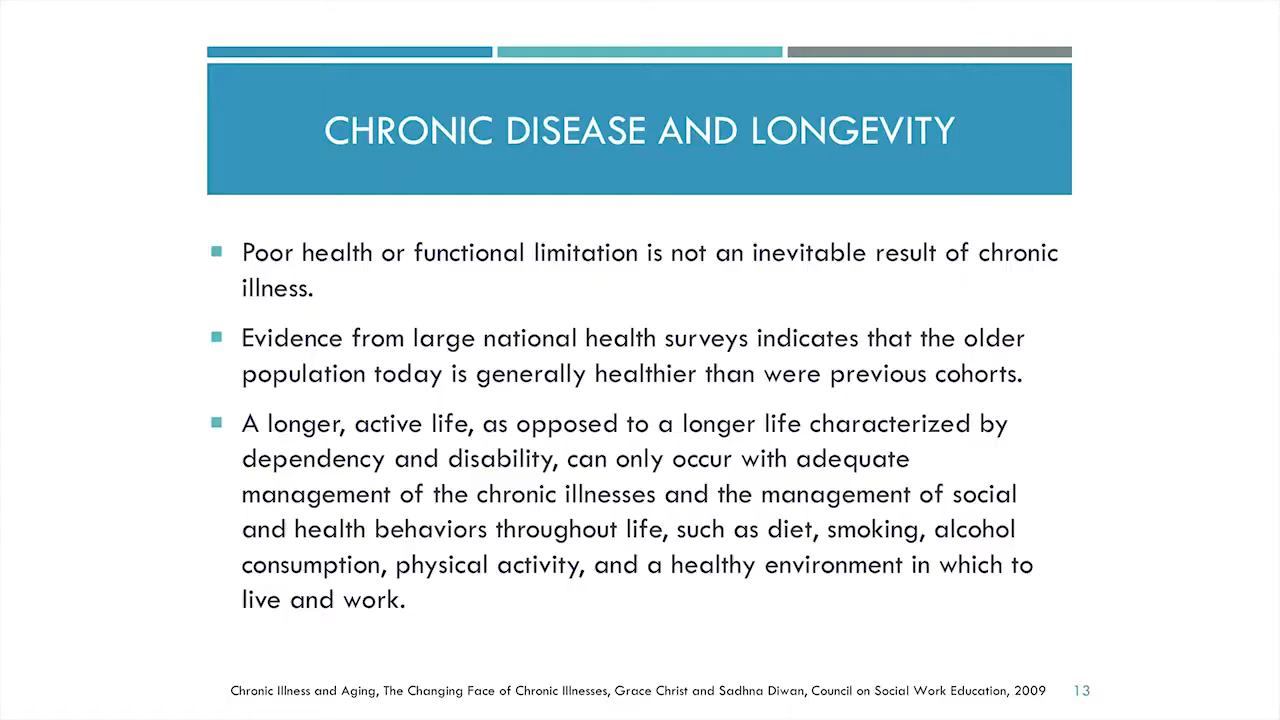 CHRONIC DISEASE AND LONGEVITY
Poor health or functional limitation is not an inevitable result of chronic
illness.
Evidence from large national health surveys indicates that the older
population today is generally healthier than were previous cohorts.
A longer, active life, as opposed to a longer life characterized by
dependency and disability, can only occur with adequate
management of the chronic illnesses and the management of social
and health behaviors throughout life, such as diet, smoking, alcohol
consumption, physical activity, and a healthy environment in which to
live and work.
Chronic Illness and Aging, The Changing Face of Chronic Illnesses, Grace Christ and Sadhna Diwan, Council on Social Work Education, 2009 13